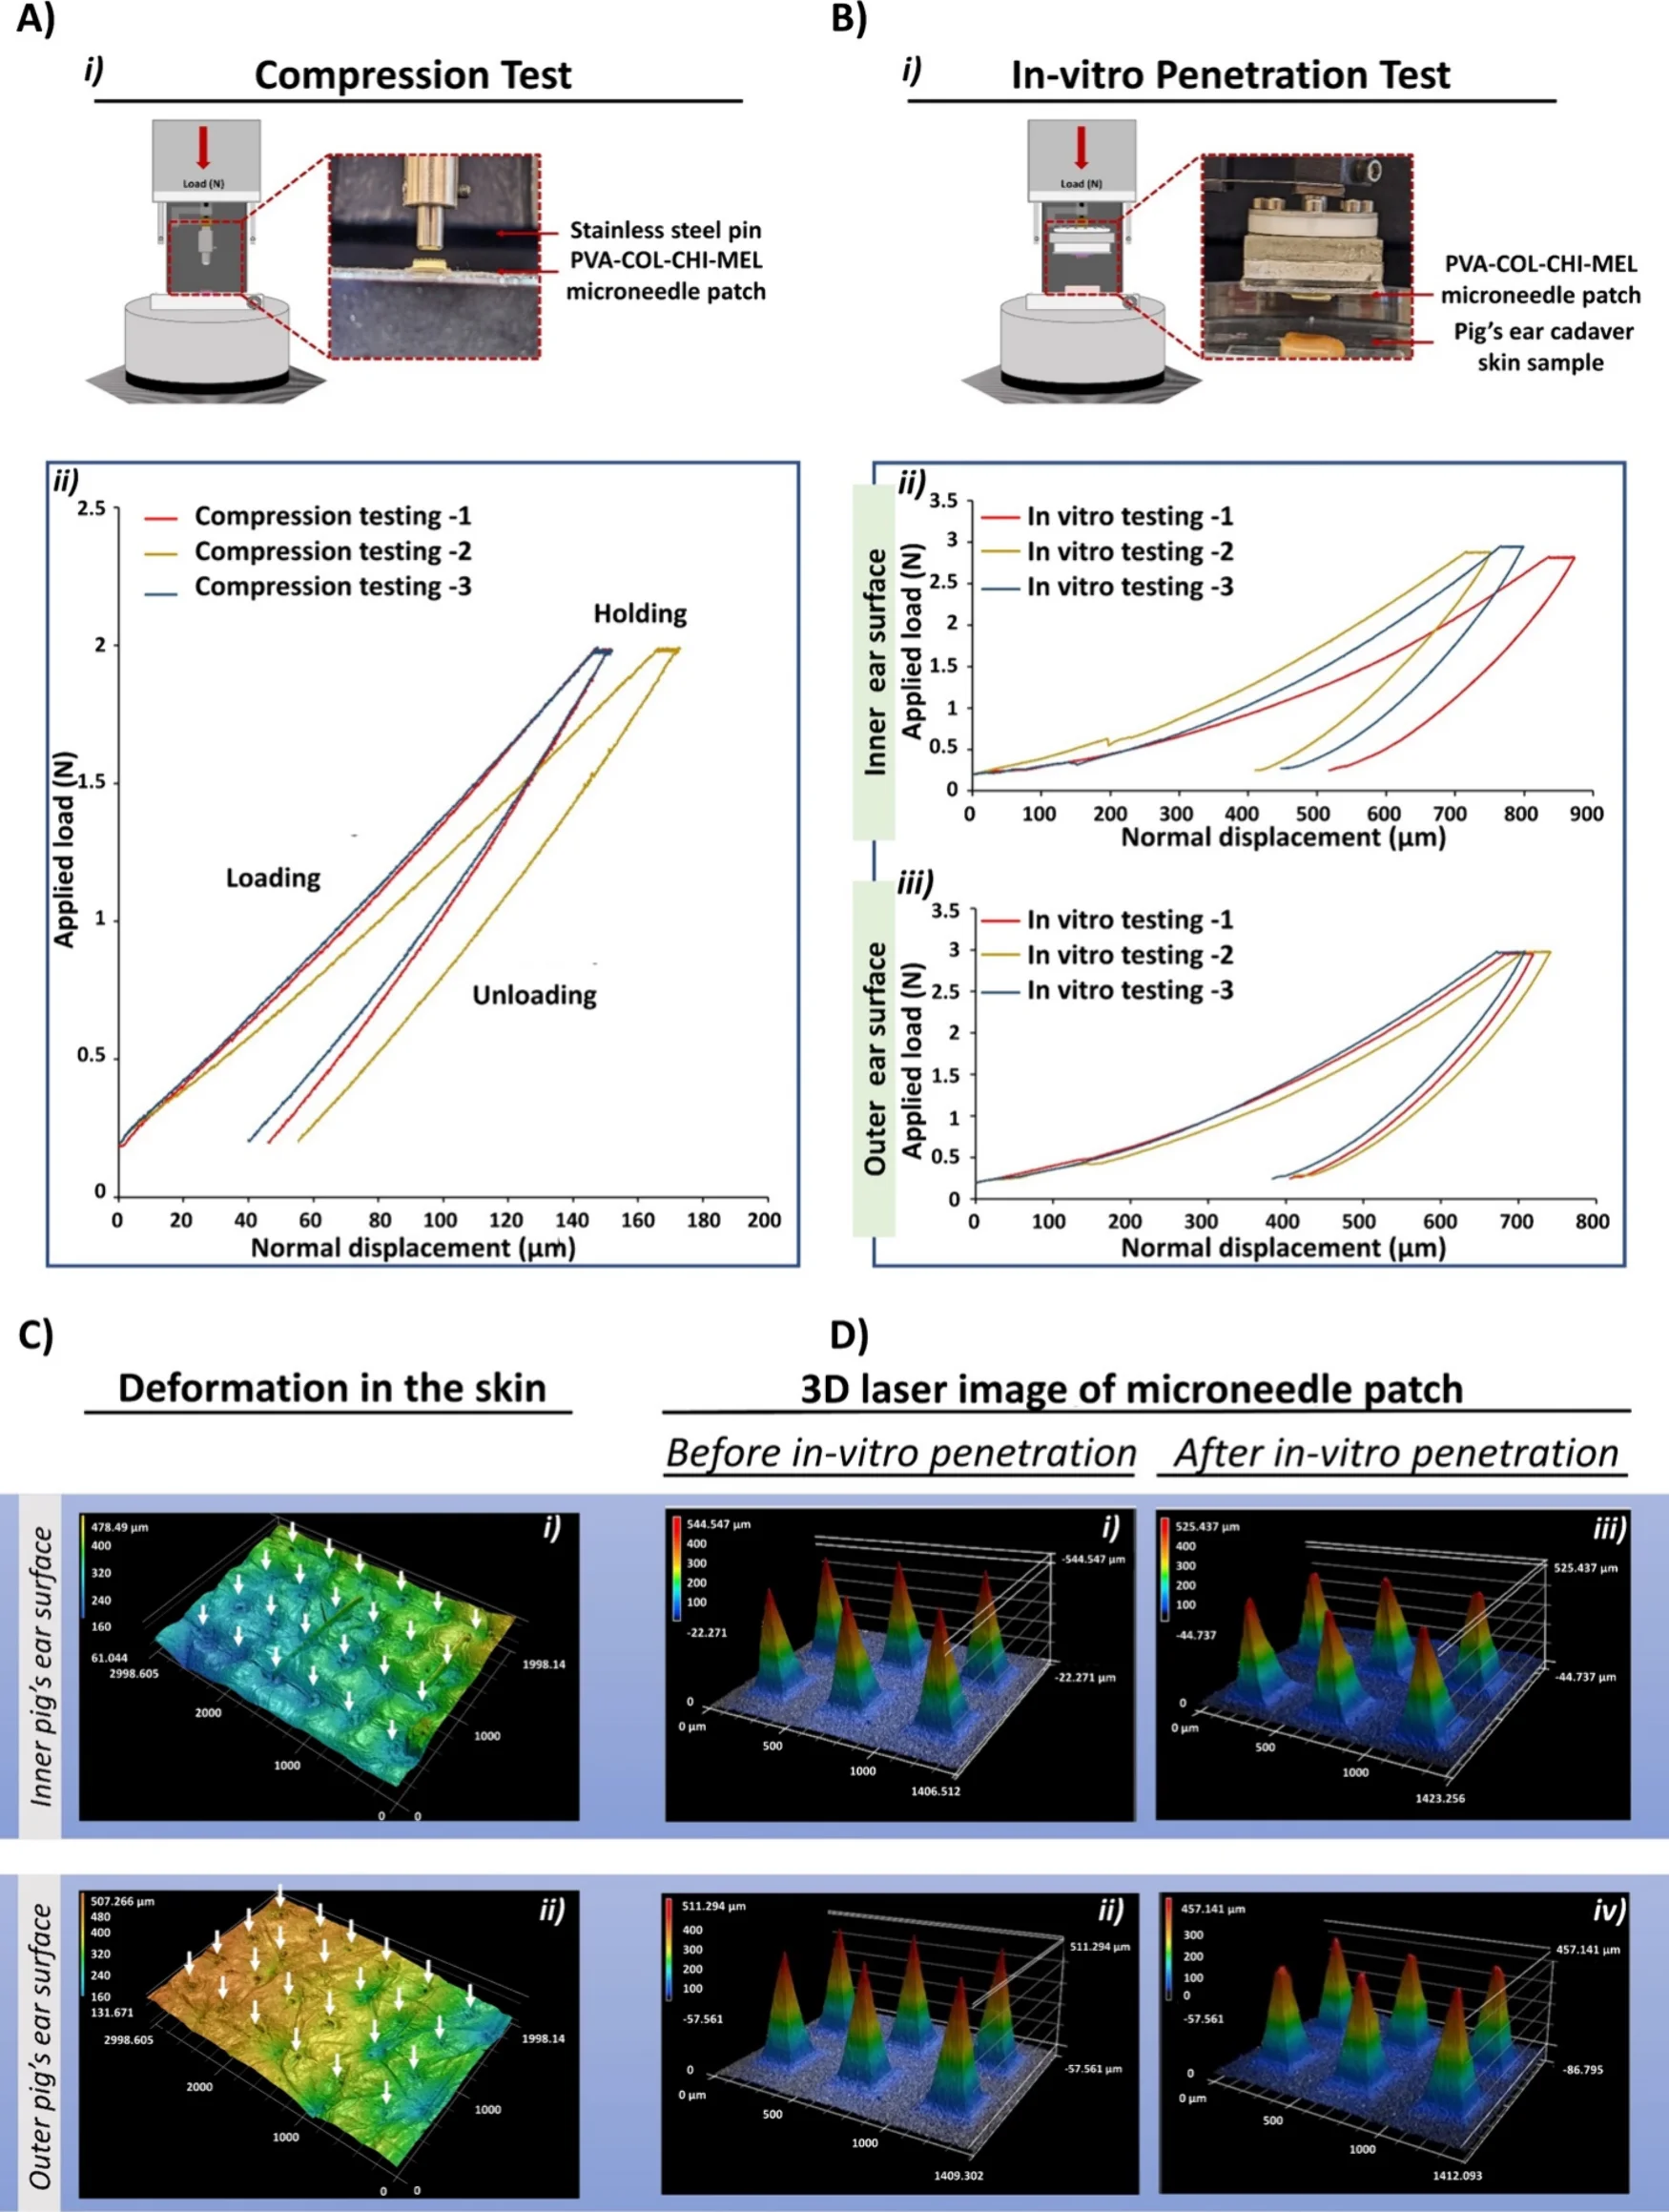 A)
i)
Compression Test
Load (N)
Stainless steel pin
PVA-COL-CHI-MEL
microneedle patch
B)
i)
In-vitro Penetration Test
Load (N)
PVA-COL-CHI-MEL
microneedle patch
Pig's ear cadaver
skin sample
ii)
Compression testing -1
Compression testing -2
Compression testing -3
Holding
Loading
Unloading
Applied load (N)
2.5
2
1.5
1
0.5
0
0 20 40 60 80 100 120 140 160 180 200
Normal displacement (µm)
ii)
Inner ear surface
In vitro testing -1
In vitro testing -2
In vitro testing -3
Applied load (N)
3.5
3
2.5
2
1.5
1
0.5
0
0 100 200 300 400 500 600 700 800 900
Normal displacement (µm)
iii)
Outer ear surface
In vitro testing -1
In vitro testing -2
In vitro testing -3
Applied load (N)
3.5
3
2.5
2
1.5
1
0.5
0
0 100 200 300 400 500 600 700 800
Normal displacement (µm)
C)
Deformation in the skin
D)
3D laser image of microneedle patch
Before in-vitro penetration
After in-vitro penetration
Inner pig's ear surface
i)
478.49 µm
400
320
240
160
61.044
2998.605
2000
1000
0
0
1000
1998.14
i)
544.547 µm
400
300
200
100
-22.271
0
0 µm
500
1000
1406.512
-544.547 µm
-22.271 µm
iii)
525.437 µm
400
300
200
100
-44.737
0
0 µm
500
1000
1423.256
525.437 µm
-44.737 µm
Outer pig's ear surface
ii)
507.266 µm
480
400
320
240
160
131.671
2998.605
2000
1000
0
0
1000
1998.14
ii)
511.294 µm
400
300
200
100
-57.561
0
0 µm
500
1000
1409.302
511.294 µm
-57.561 µm
iv)
457.141 µm
300
200
100
0
-57.561
0
0 µm
500
1000
1412.093
457.141 µm
-86.795